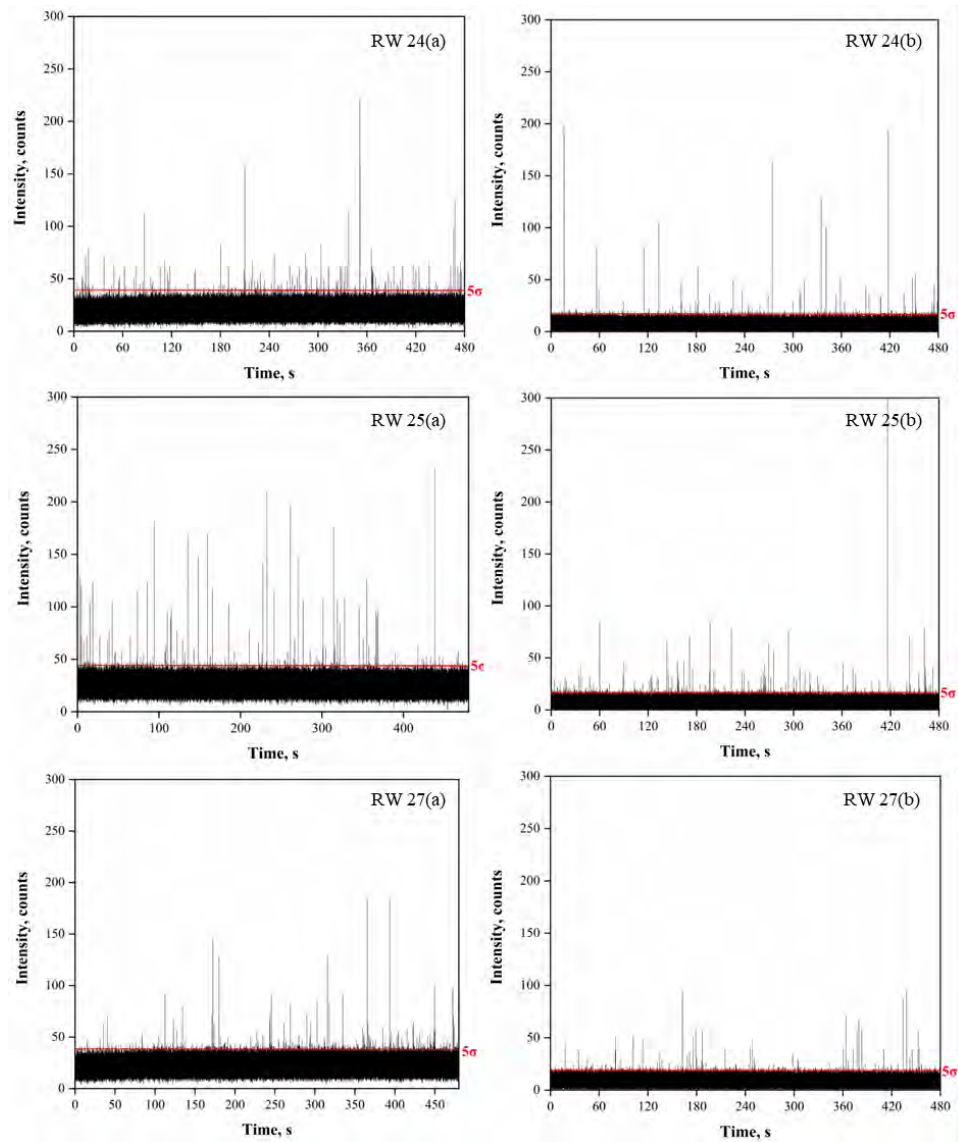 300
250
200
150
100
50
0
Intensity, counts
RW 24(a)
5σ
0 60 120 180 240 300 360 420 480
Time, s
300
250
200
150
100
50
0
Intensity, counts
RW 24(b)
5σ
0 60 120 180 240 300 360 420 480
Time, s
300
250
200
150
100
50
0
Intensity, counts
RW 25(a)
5σ
0 100 200 300 400
Time, s
300
250
200
150
100
50
0
Intensity, counts
RW 25(b)
5σ
0 60 120 180 240 300 360 420 480
Time, s
300
250
200
150
100
50
0
Intensity, counts
RW 27(a)
5σ
0 50 100 150 200 250 300 350 400 450
Time, s
300
250
200
150
100
50
0
Intensity, counts
RW 27(b)
5σ
0 60 120 180 240 300 360 420 480
Time, s